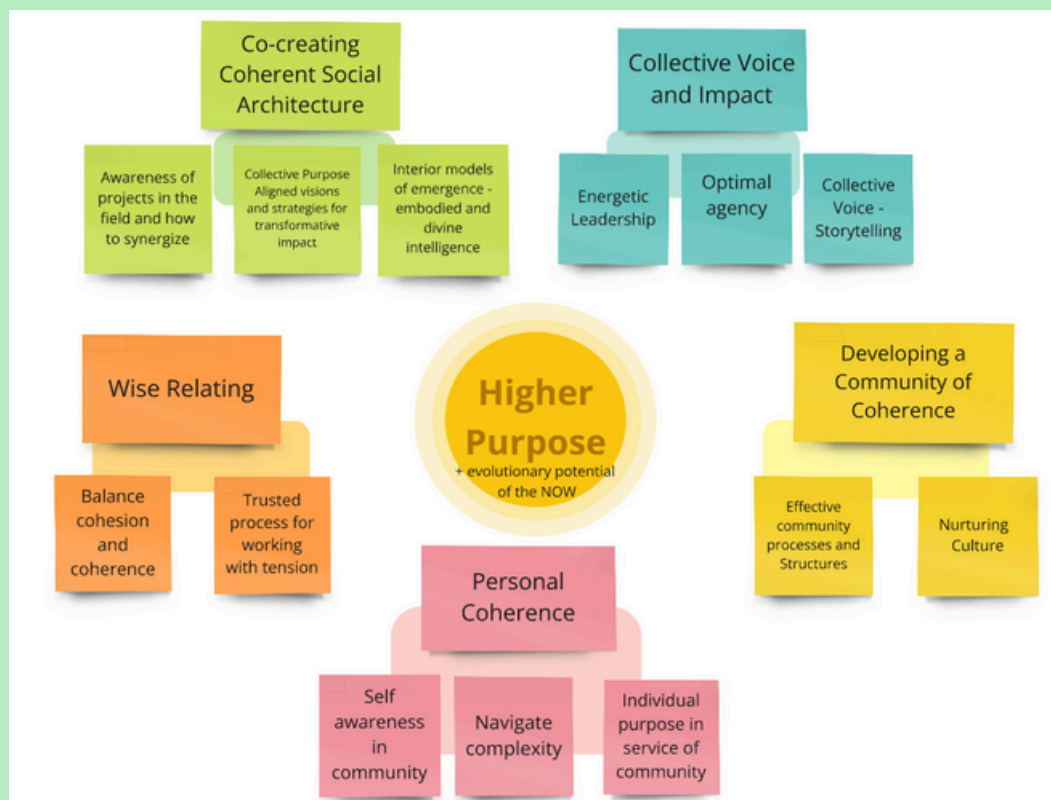 Co-creating
Coherent Social
Architecture
Awareness of
projects in the
field and how
to synergize
Collective Purpose
Aligned visions
and strategies for
transformative
impact
Interior models
of emergence -
embodied and
divine
intelligence
Collective Voice
and Impact
Energetic
Leadership
Optimal
agency
Collective
Voice -
Storytelling
Wise Relating
Balance
cohesion
and
coherence
Trusted
process for
working
with tension
Higher
Purpose
+ evolutionary potential
of the NOW
Developing a
Community of
Coherence
Effective
community
processes and
Structures
Nurturing
Culture
Personal
Coherence
Self
awareness
in
community
Navigate
complexity
Individual
purpose in
service of
community